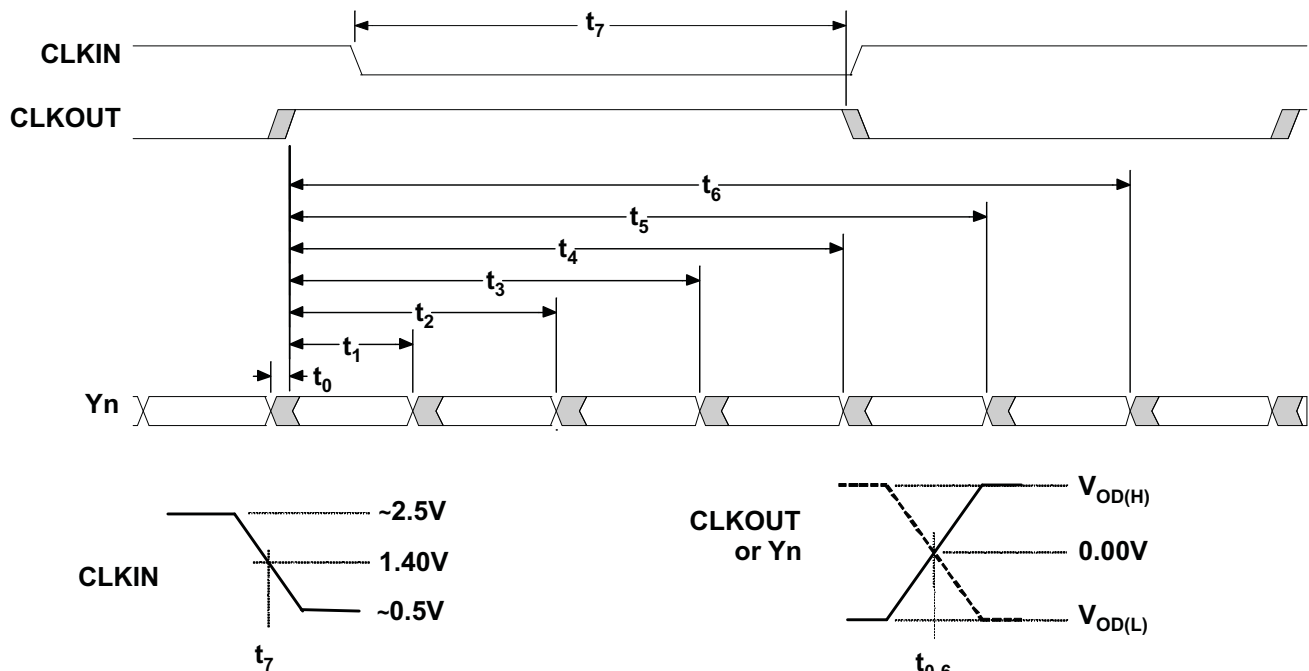 t7
CLKIN
CLKOUT
t6
t5
t4
t3
t2
t1
t0
Yn
~2.5V
1.40V
~0.5V
CLKIN
t7
CLKOUT
or Yn
VOD(H)
0.00V
VOD(L)
t0-6